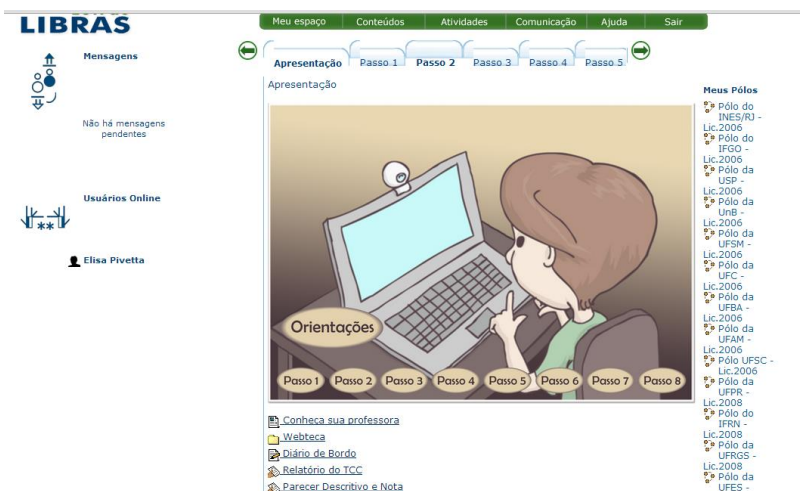 LIBRAS
Meu espaço
Conteúdos
Atividades
Comunicação
Ajuda
Sair
Mensagens
Não há mensagens
pendentes
Usuários Online
Elisa Pivetta
Apresentação
Passo 1
Passo 2
Passo 3
Passo 4
Passo 5
Apresentação
Orientações
Passo 1
Passo 2
Passo 3
Passo 4
Passo 5
Passo 6
Passo 7
Passo 8
Conheca sua professora
Webteca
Diário de Bordo
Relatório do TCC
Parecer Descritivo e Nota
Meus Pólos
Pólo do
INES/RJ -
Lic.2006
Pólo do
IFGO -
Lic.2006
Pólo da
USP -
Lic.2006
Pólo da
UnB -
Lic.2006
Pólo da
UFSM -
Lic.2006
Pólo da
UFC -
Lic.2006
Pólo da
UFBA -
Lic.2006
Pólo da
UFAM -
Lic.2006
Pólo UFSC -
Lic.2006
Pólo da
UFPR -
Lic.2008
Pólo do
IFRN -
Lic.2008
Pólo da
UFRGS -
Lic.2008
Pólo da
UFES -